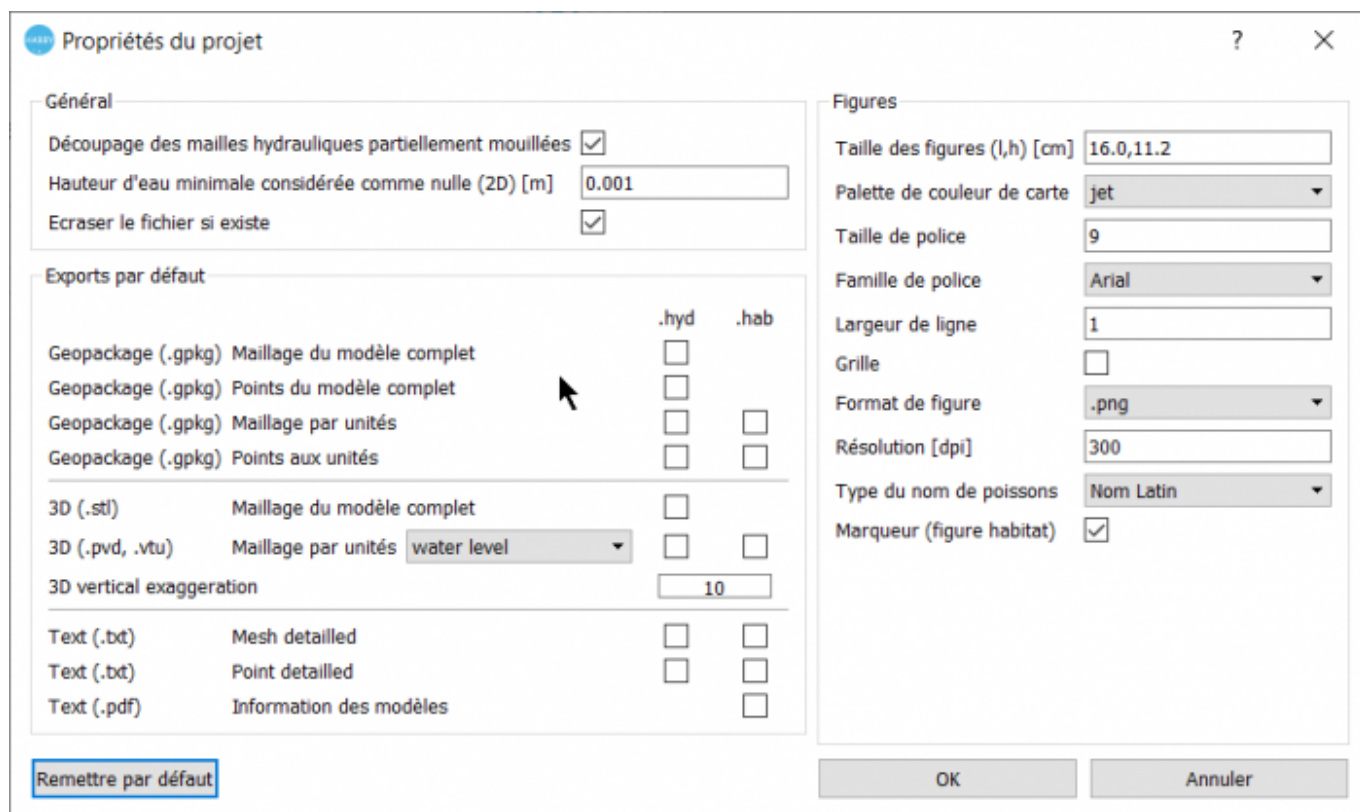 HABBY
Propriétés du projet
?
Général
Découpage des mailles hydrauliques partiellement mouillées
Hauteur d'eau minimale considérée comme nulle (2D) [m] 0.001
Ecraser le fichier si existe
Exports par défaut
.hyd .hab
Geopackage (.gpkg) Maillage du modèle complet
Geopackage (.gpkg) Points du modèle complet
Geopackage (.gpkg) Maillage par unités
Geopackage (.gpkg) Points aux unités
3D (.stl) Maillage du modèle complet
3D (.pvd, .vtu) Maillage par unités water level
3D vertical exaggeration 10
Text (.txt) Mesh detailled
Text (.txt) Point detailled
Text (.pdf) Information des modèles
Remettre par défaut
Figures
Taille des figures (l,h) [cm] 16.0,11.2
Palette de couleur de carte jet
Taille de police 9
Famille de police Arial
Largeur de ligne 1
Grille
Format de figure .png
Résolution [dpi] 300
Type du nom de poissons Nom Latin
Marqueur (figure habitat)
OK Annuler